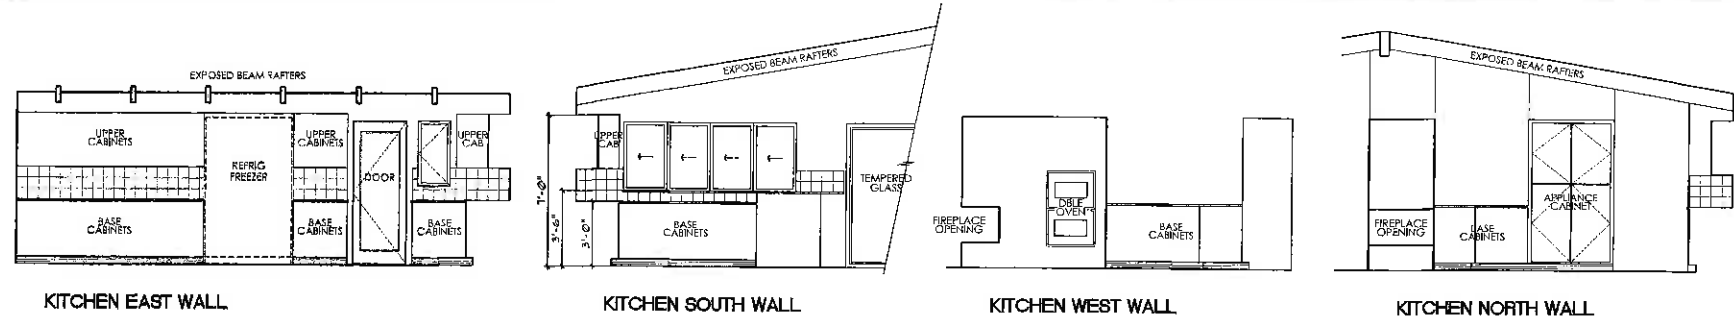 EXPOSED BEAM RAFTERS
UPPER
CABINETS
UPPER
CABINETS
UPPER
CAB
REFRIG
FREEZER
DOOR
BASE
CABINETS
BASE
CABINETS
BASE
CABINETS
KITCHEN EAST WALL
EXPOSED BEAM RAFTERS
UPPER
CAB
TEMPERED
GLASS
7'-0"
3'-6"
3'-0"
BASE
CABINETS
KITCHEN SOUTH WALL
FIREPLACE
OPENING
DBLE
OVEN
BASE
CABINETS
KITCHEN WEST WALL
EXPOSED BEAM RAFTERS
APPLIANCE
CABINET
FIREPLACE
OPENING
BASE
CABINETS
KITCHEN NORTH WALL